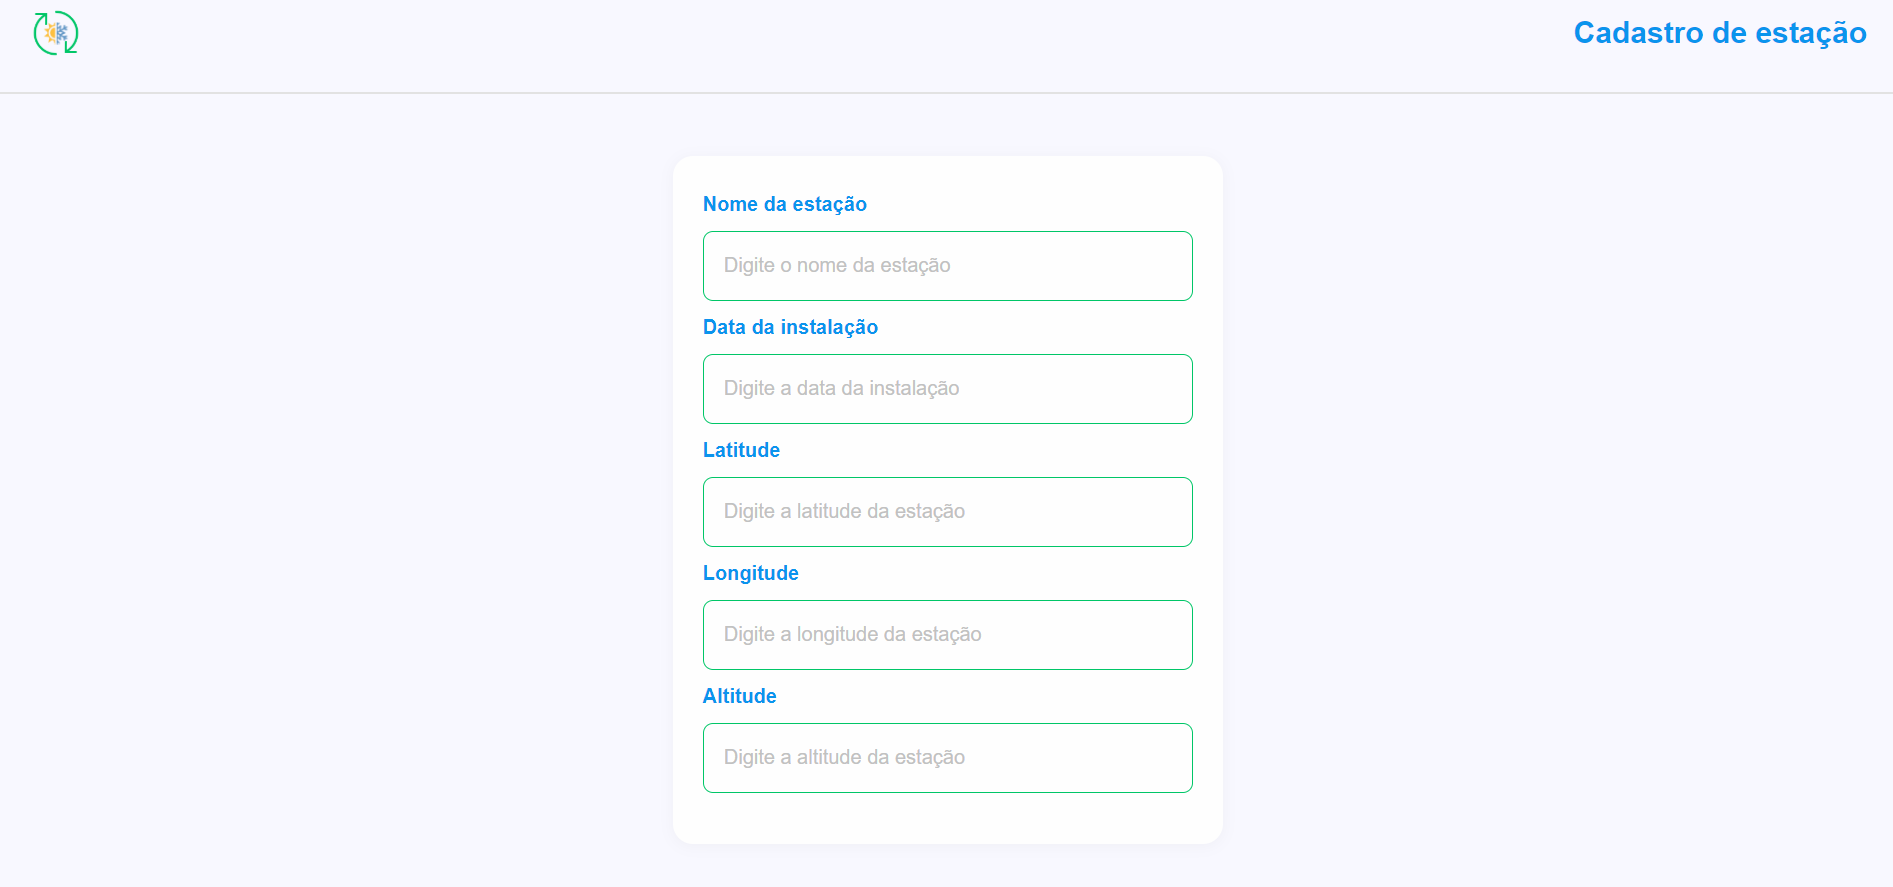 Cadastro de estação
Nome da estação
Digite o nome da estação
Data da instalação
Digite a data da instalação
Latitude
Digite a latitude da estação
Longitude
Digite a longitude da estação
Altitude
Digite a altitude da estação